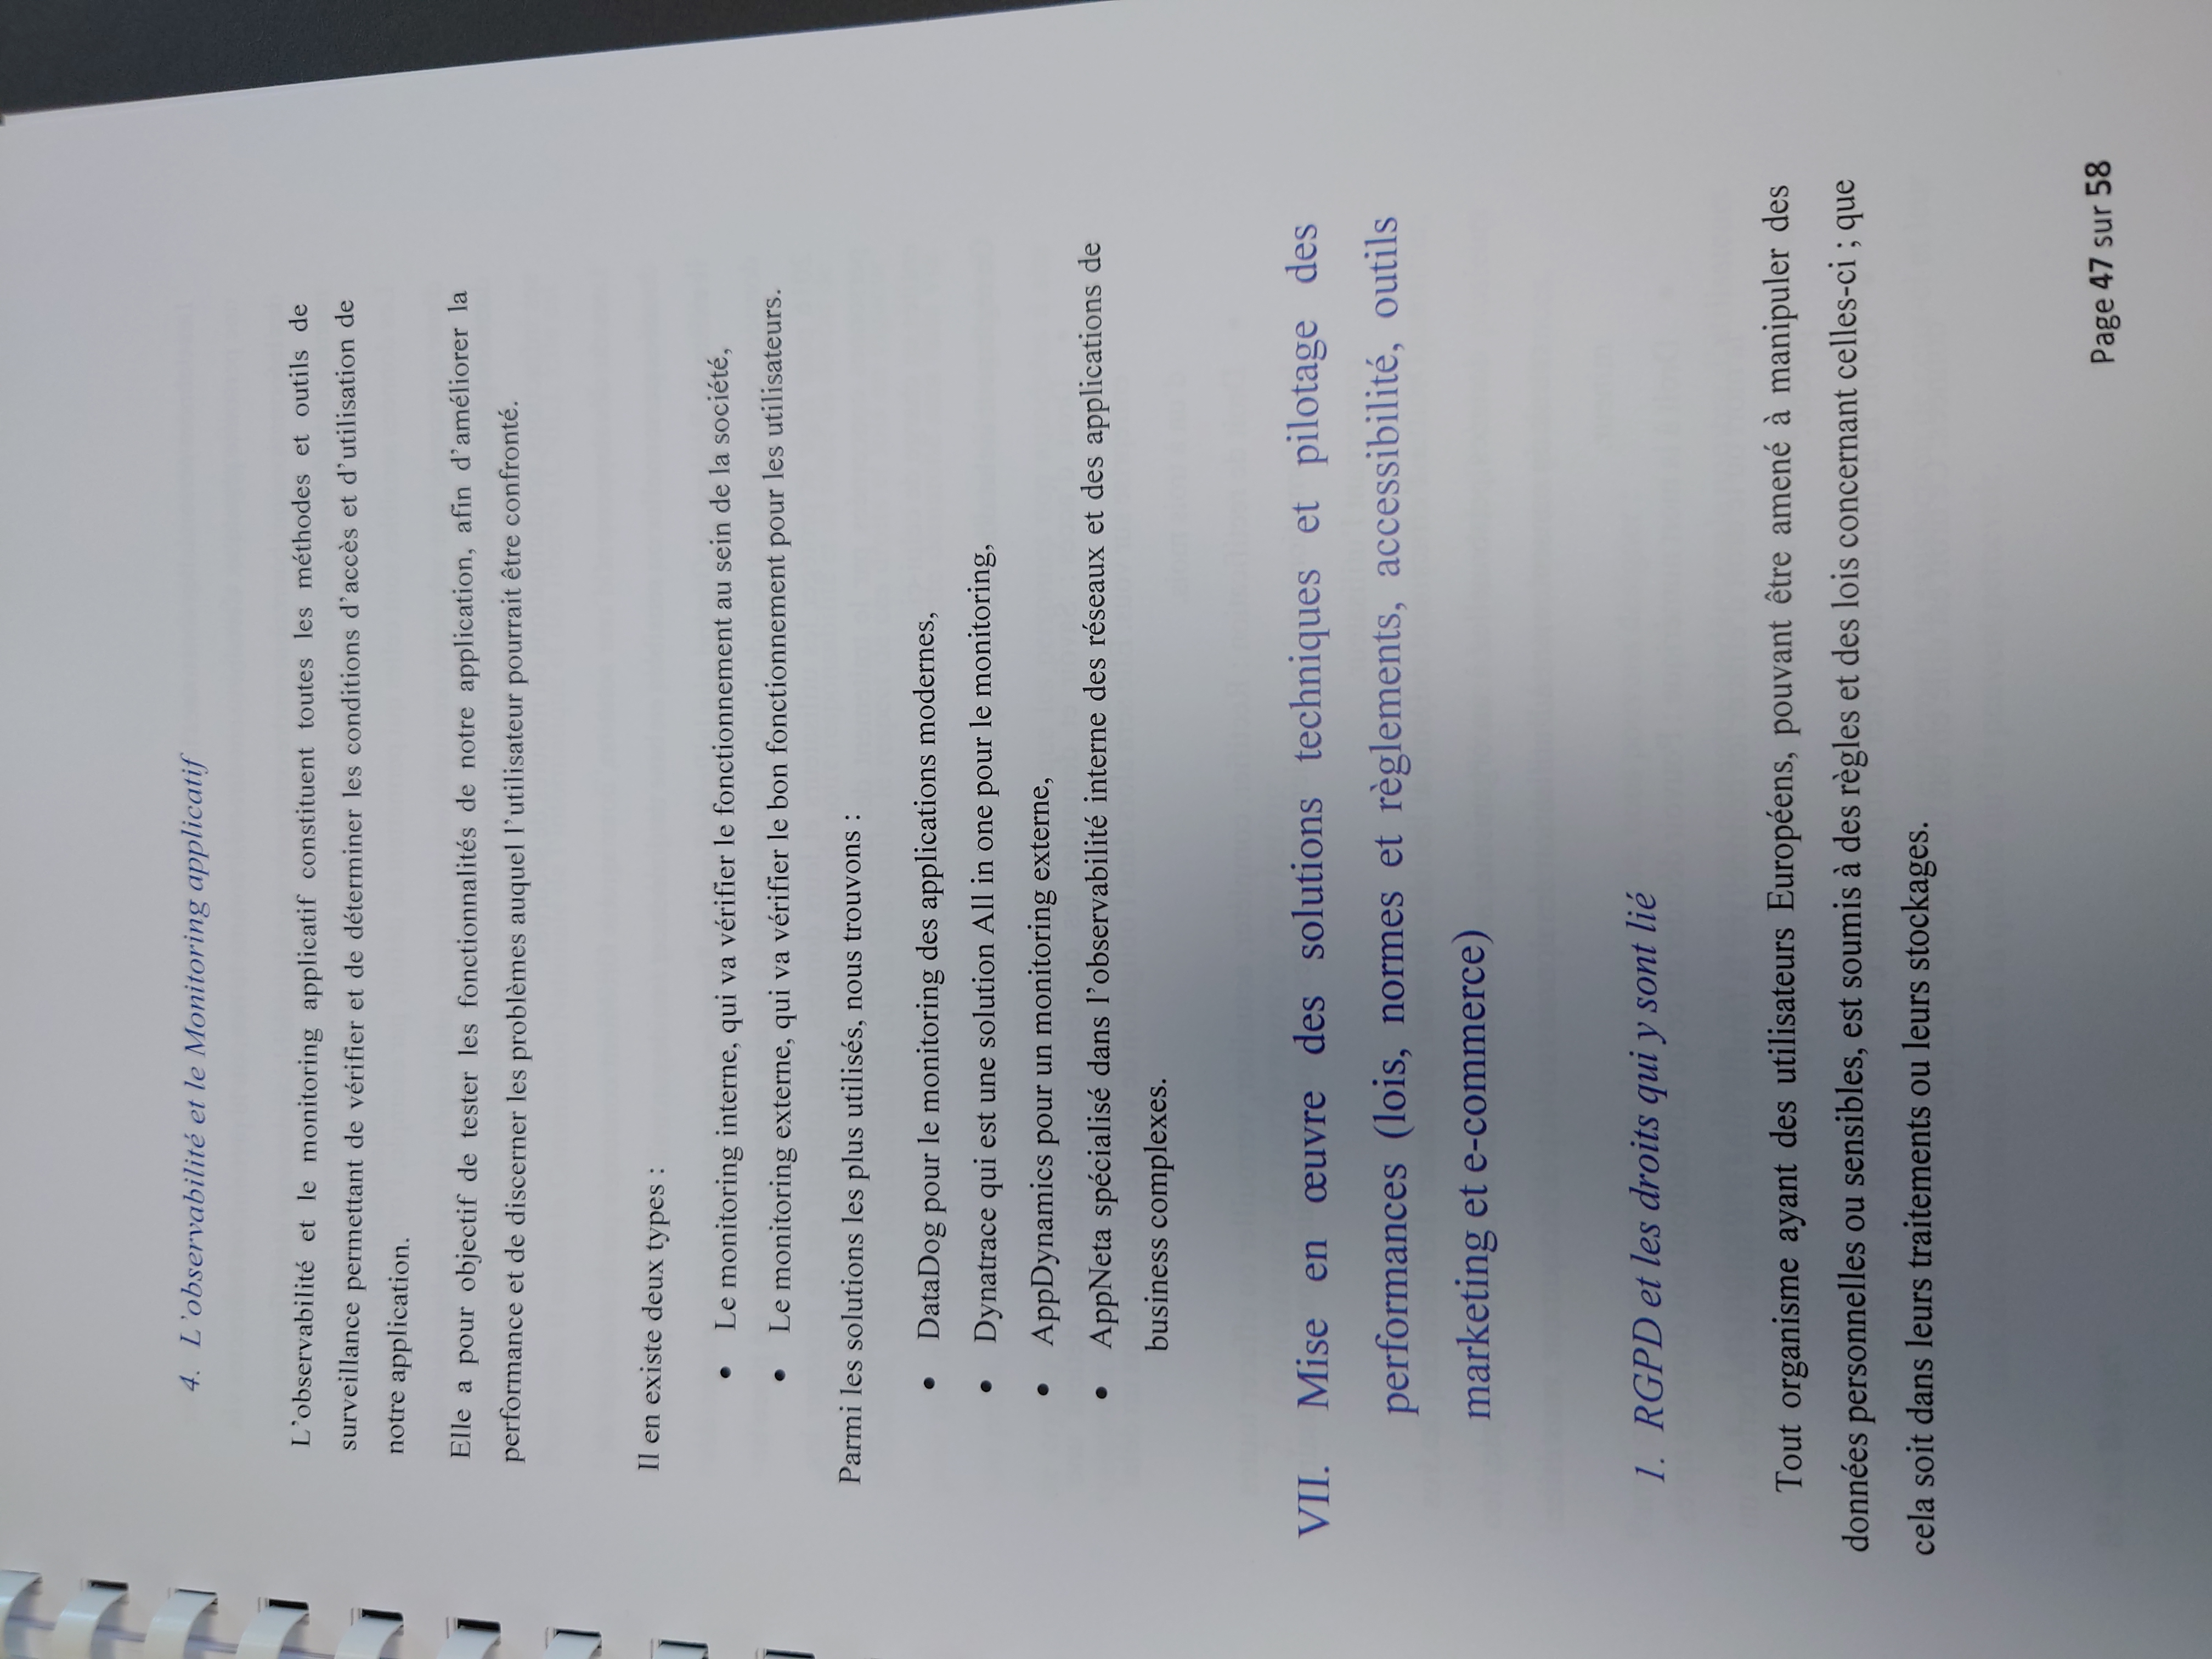 4. L'observabilité et le Monitoring applicatif
L'observabilité et le monitoring applicatif constituent toutes les méthodes et outils de
surveillance permettant de vérifier et de déterminer les conditions d'accès et d'utilisation de
notre application.
Elle a pour objectif de tester les fonctionnalités de notre application, afin d'améliorer la
performance et de discerner les problèmes auquel l'utilisateur pourrait être confronté.
Il en existe deux types :
• Le monitoring interne, qui va vérifier le fonctionnement au sein de la société,
• Le monitoring externe, qui va vérifier le bon fonctionnement pour les utilisateurs.
Parmi les solutions les plus utilisés, nous trouvons :
• DataDog pour le monitoring des applications modernes,
• Dynatrace qui est une solution All in one pour le monitoring,
• AppDynamics pour un monitoring externe,
• AppNeta spécialisé dans l'observabilité interne des réseaux et des applications de
business complexes.
VII. Mise en œuvre des solutions techniques et pilotage des
performances (lois, normes et règlements, accessibilité, outils
marketing et e-commerce)
1. RGPD et les droits qui y sont lié
Tout organisme ayant des utilisateurs Européens, pouvant être amené à manipuler des
données personnelles ou sensibles, est soumis à des règles et des lois concernant celles-ci ; que
cela soit dans leurs traitements ou leurs stockages.
Page 47 sur 58